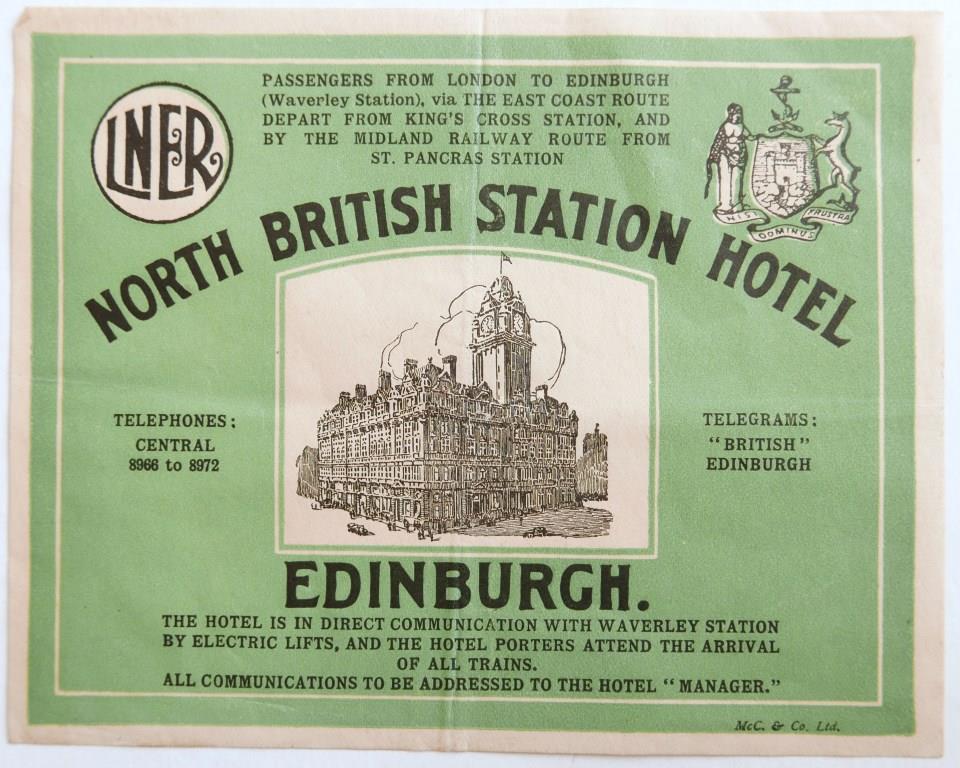 LNER
PASSENGERS FROM LONDON TO EDINBURGH
(Waverley Station), via THE EAST COAST ROUTE
DEPART FROM KING'S CROSS STATION, AND
BY THE MIDLAND RAILWAY ROUTE FROM
ST. PANCRAS STATION
NISI DOMINUS FRUSTRA
NORTH BRITISH STATION HOTEL
TELEPHONES:
CENTRAL
8966 to 8972
TELEGRAMS:
"BRITISH"
EDINBURGH
EDINBURGH.
THE HOTEL IS IN DIRECT COMMUNICATION WITH WAVERLEY STATION
BY ELECTRIC LIFTS, AND THE HOTEL PORTERS ATTEND THE ARRIVAL
OF ALL TRAINS.
ALL COMMUNICATIONS TO BE ADDRESSED TO THE HOTEL "MANAGER."
McC. & Co. Ltd.